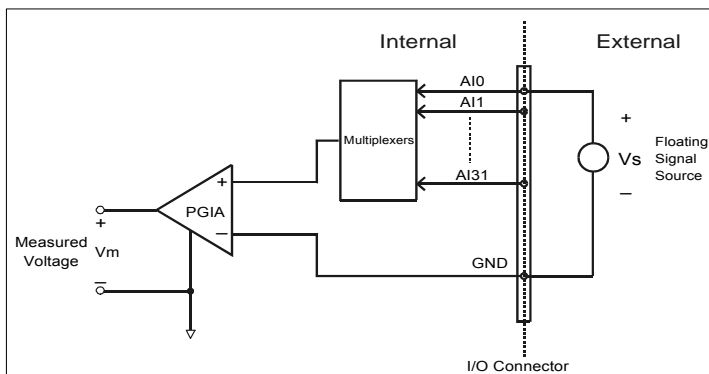 Internal
External
AI0
AI1
AI31
Multiplexers
+
Vs
−
Floating
Signal
Source
+
PGIA
−
Measured
Voltage
+
Vm
−
GND
I/O Connector